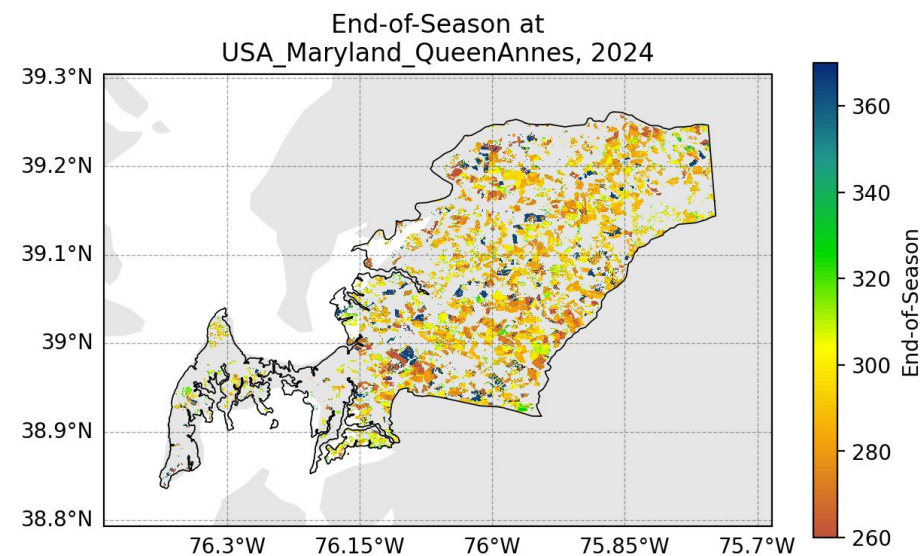 End-of-Season at
USA_Maryland_QueenAnnes, 2024
39.3°N
39.2°N
39.1°N
39°N
38.9°N
38.8°N
76.3°W 76.15°W 76°W 75.85°W 75.7°W
360
340
320
300
280
260
End-of-Season